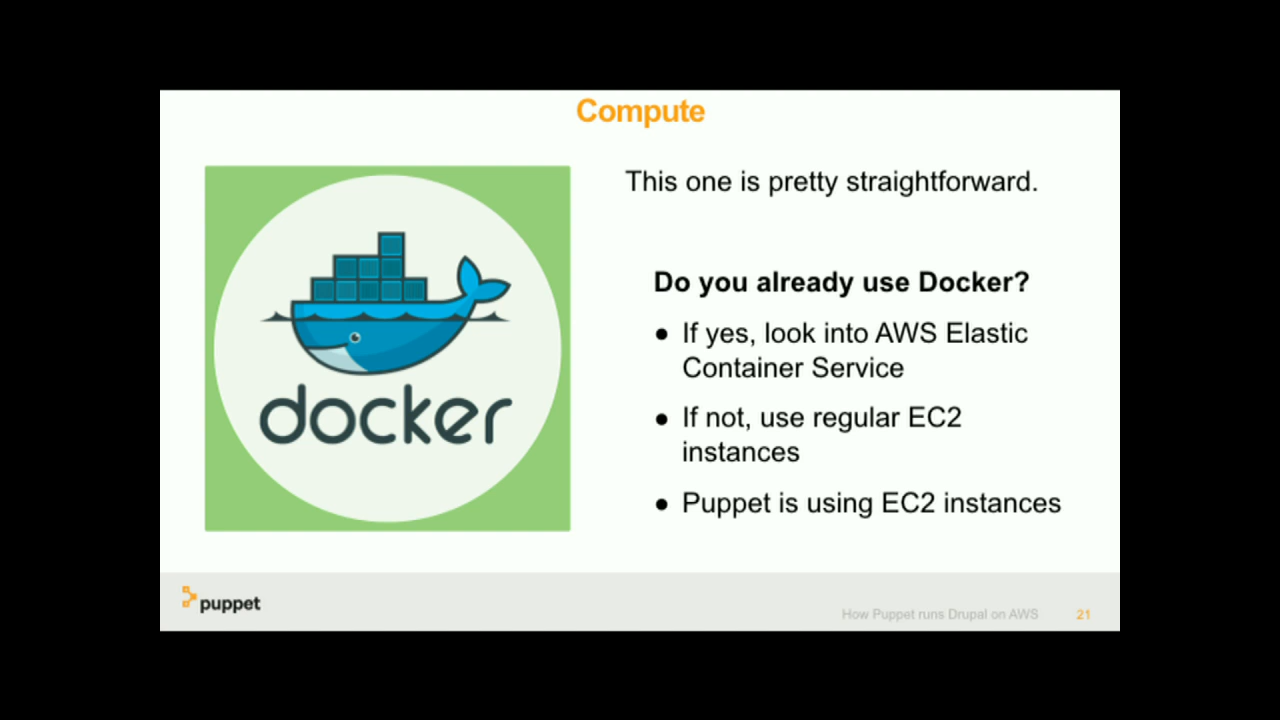 Compute
docker
This one is pretty straightforward.
Do you already use Docker?
● If yes, look into AWS Elastic
Container Service
● If not, use regular EC2
instances
● Puppet is using EC2 instances
puppet
How Puppet runs Drupal on AWS 21